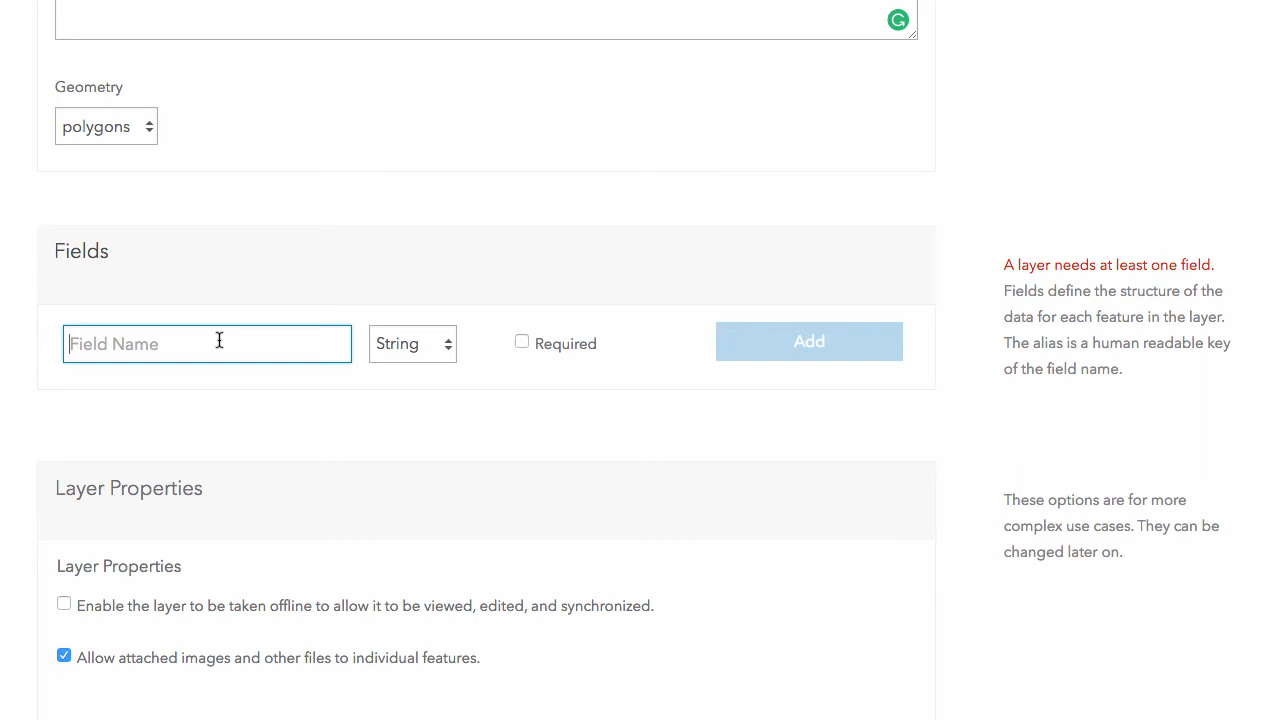 Geometry
polygons
Fields
Field Name
String
Required
Add
A layer needs at least one field.
Fields define the structure of the
data for each feature in the layer.
The alias is a human readable key
of the field name.
Layer Properties
These options are for more
complex use cases. They can be
changed later on.
Layer Properties
Enable the layer to be taken offline to allow it to be viewed, edited, and synchronized.
Allow attached images and other files to individual features.